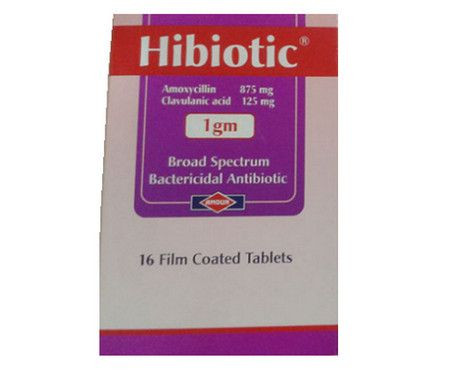 Hibiotic®
Amoxycillin 875 mg
Clavulanic acid 125 mg
1gm
Broad Spectrum
Bactericidal Antibiotic
AMOUN
16 Film Coated Tablets